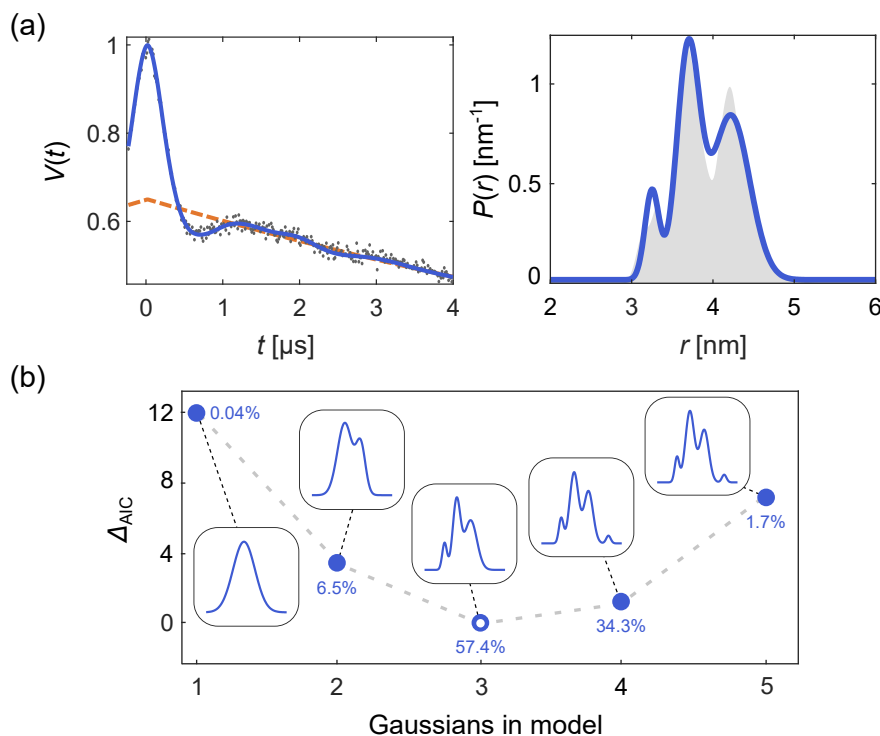 (a)
V(t)
1
0.8
0.6
0 1 2 3 4
t [µs]
P(r) [nm⁻¹]
1
0.5
0
2 3 4 5 6
r [nm]
(b)
Δ_AIC
12
8
4
0
0.04%
6.5%
57.4%
34.3%
1.7%
1 2 3 4 5
Gaussians in model